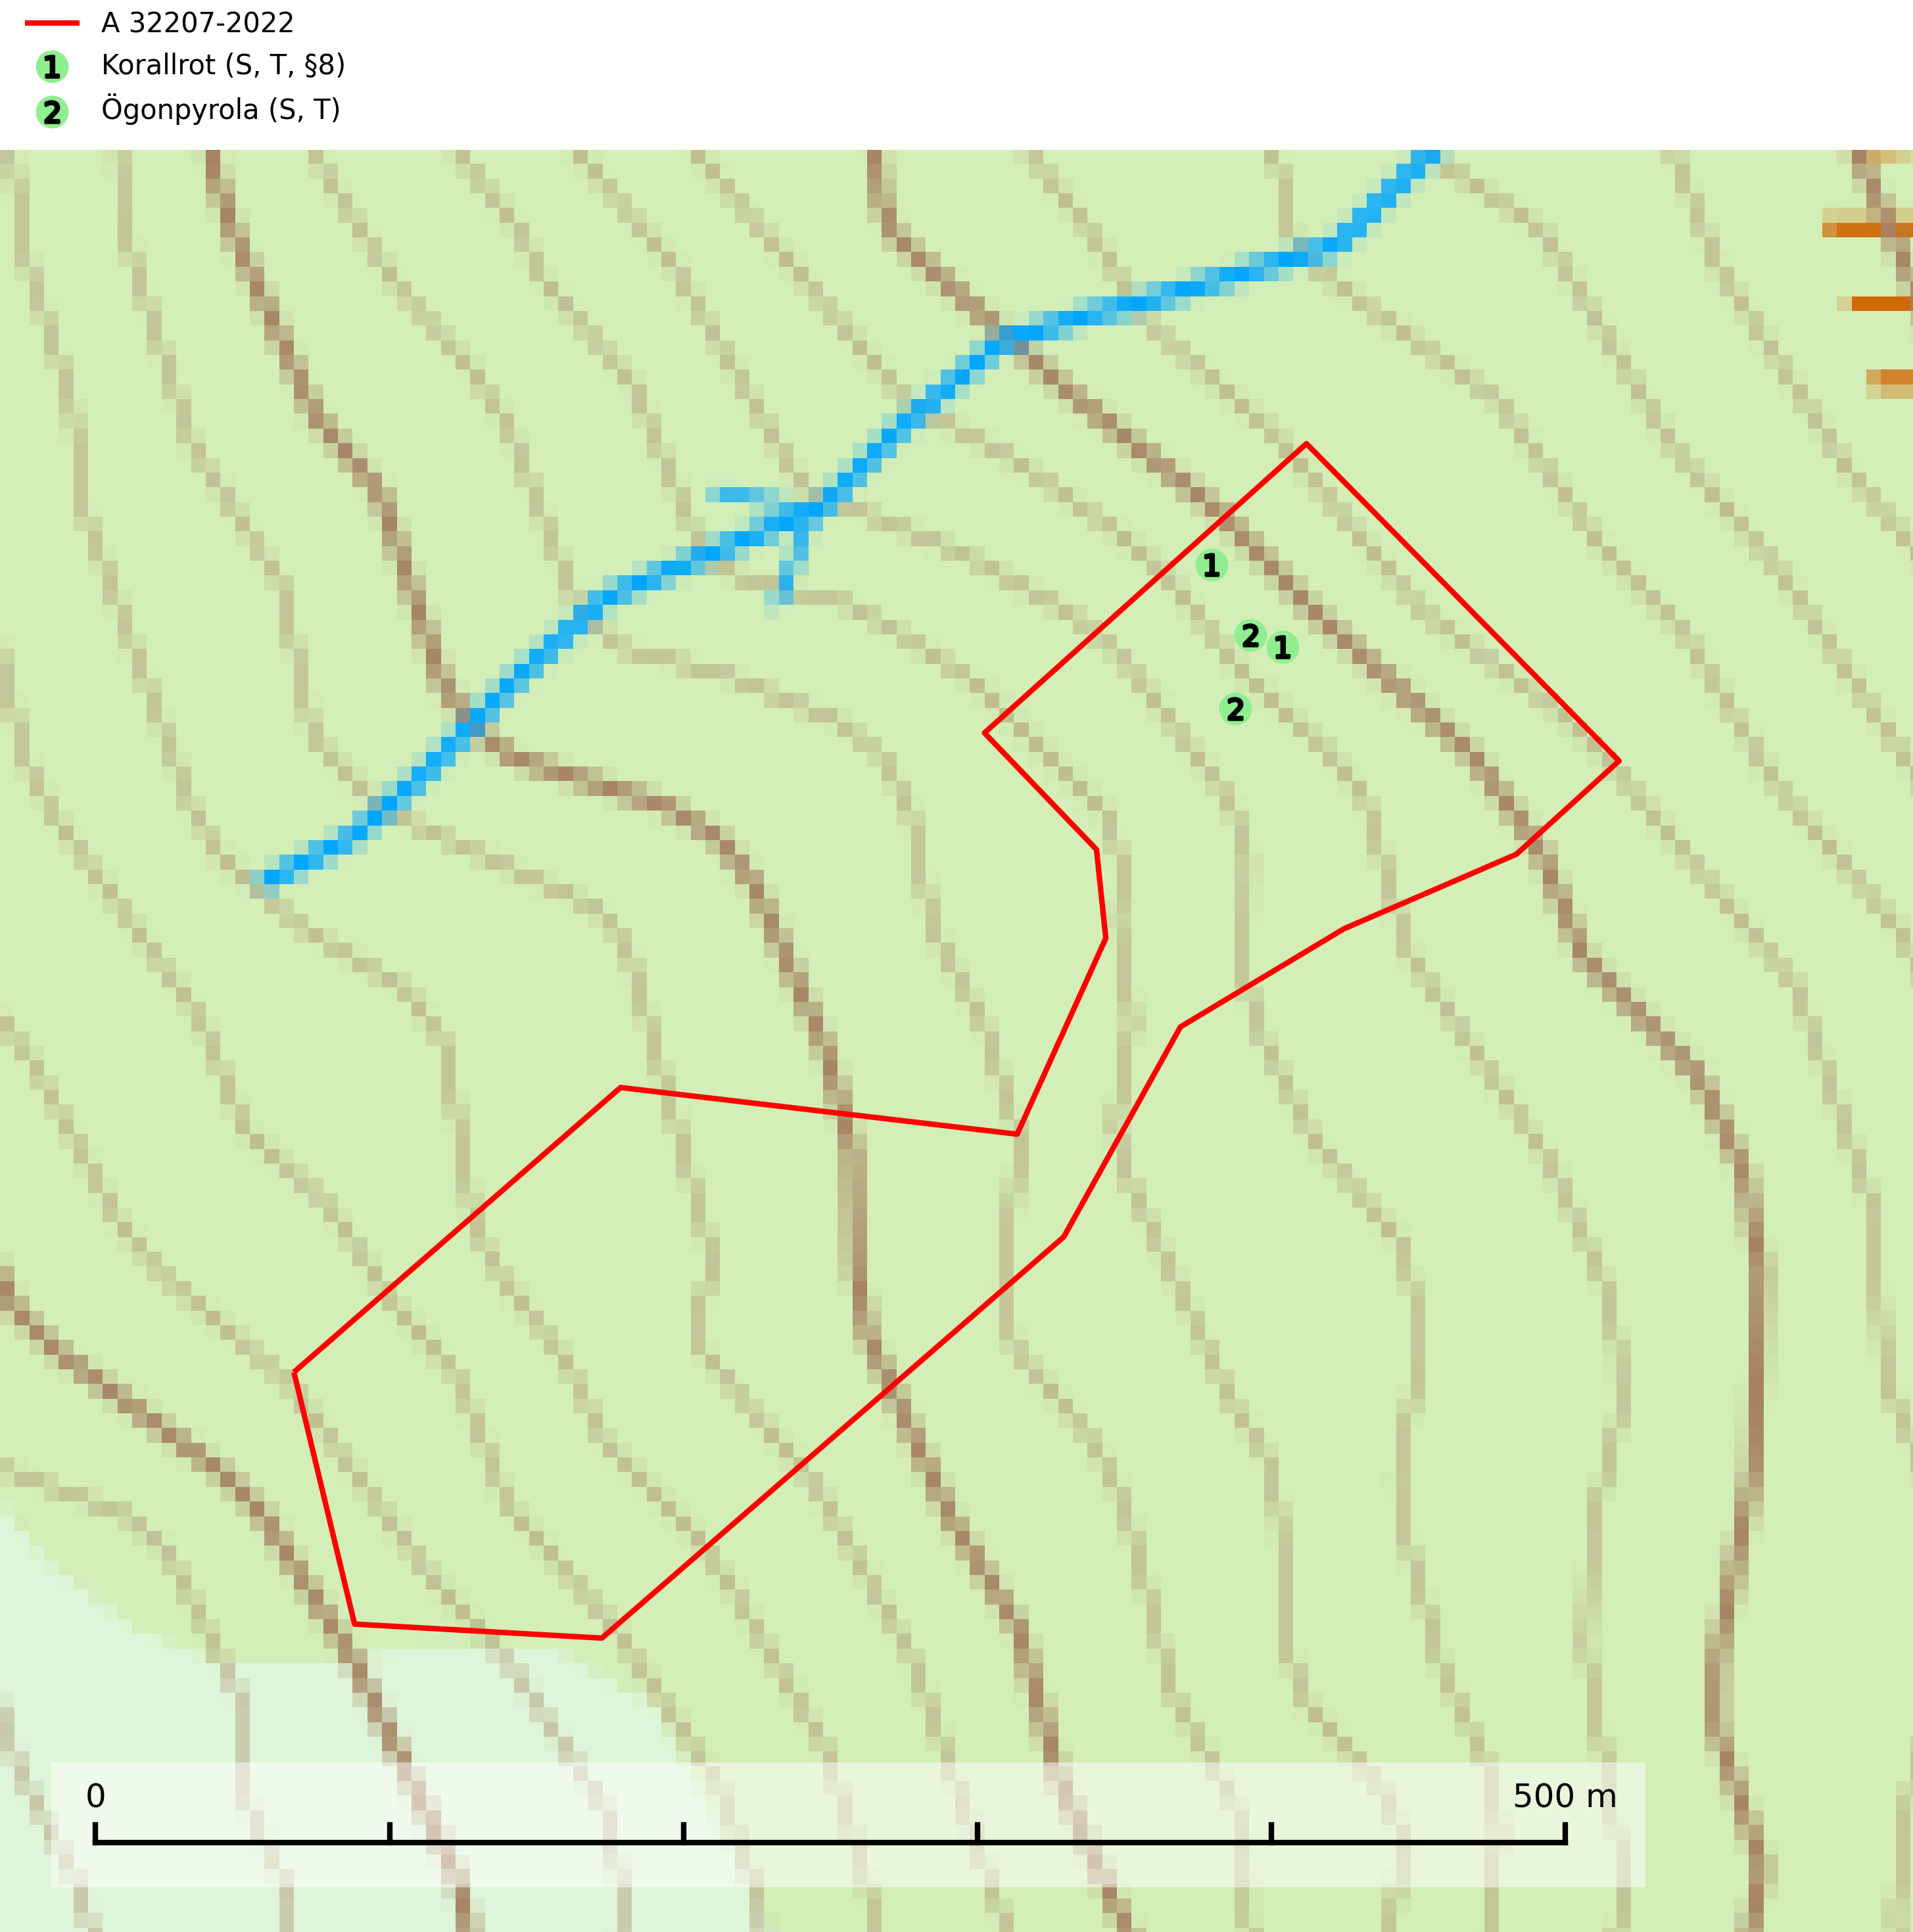 A 32207-2022
1 Korallrot (S, T, §8)
2 Ögonpyrola (S, T)
1
2 1
2
0 500 m